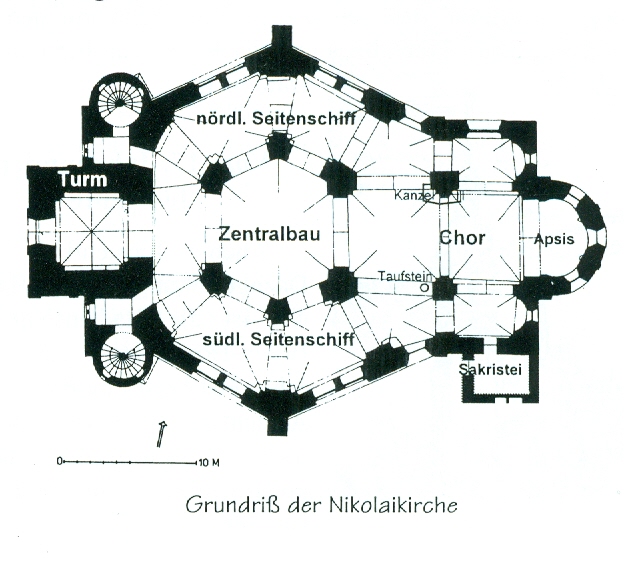 nördl. Seitenschiff
Turm
Kanzel
Zentralbau
Chor
Apsis
Taufstein
südl. Seitenschiff
Sakristei
0 10 M
Grundriß der Nikolaikirche